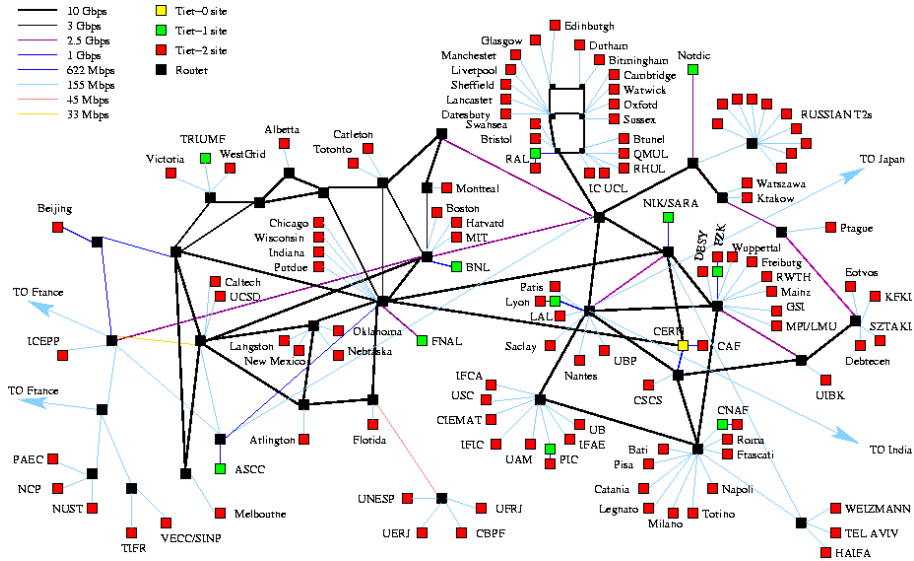 10 Gbps
3 Gbps
2.5 Gbps
1 Gbps
622 Mbps
155 Mbps
45 Mbps
33 Mbps
Tier-0 site
Tier-1 site
Tier-2 site
Router
Edinburgh
Glasgow
Durham
Manchester
Birmingham
Liverpool
Cambridge
Sheffield
Warwick
Lancaster
Oxford
Datesbury
Sussex
Swansea
Bristol
Brunel
RAL
QMUL
RHUL
IC UCL
Nordic
RUSSIAN T2s
TO Japan
TRIUMF
Alberta
Carleton
Toronto
Victoria
WestGrid
Montreal
Warszawa
Krakow
NIK/SARA
Prague
Beijing
Chicago
Wisconsin
Indiana
Purdue
Boston
Harvard
MIT
BNL
DESY
FZK
Wuppertal
Freiburg
RWTH
Mainz
GSI
MPI/LMU
Eotvos
KFKI
SZTAKI
Debrecen
TO France
Caltech
UCSD
Paris
Lyon
LAL
CERN
CAF
ICEPP
Langston
New Mexico
Oklahoma
Nebraska
FNAL
Saclay
Nantes
UBP
CSCS
UIBK
TO France
IFCA
USC
CIEMAT
IFIC
UAM
PIC
IFAE
UB
CNAF
Roma
Frascati
TO India
Arlington
Florida
Bari
Pisa
Catania
Legnaro
Milano
Torino
Napoli
PAEC
NCP
NUST
TIFR
VECC/SINP
ASCC
Melbourne
UNESP
UFRJ
UERJ
CBPF
WEIZMANN
TEL AVIV
HAIFA